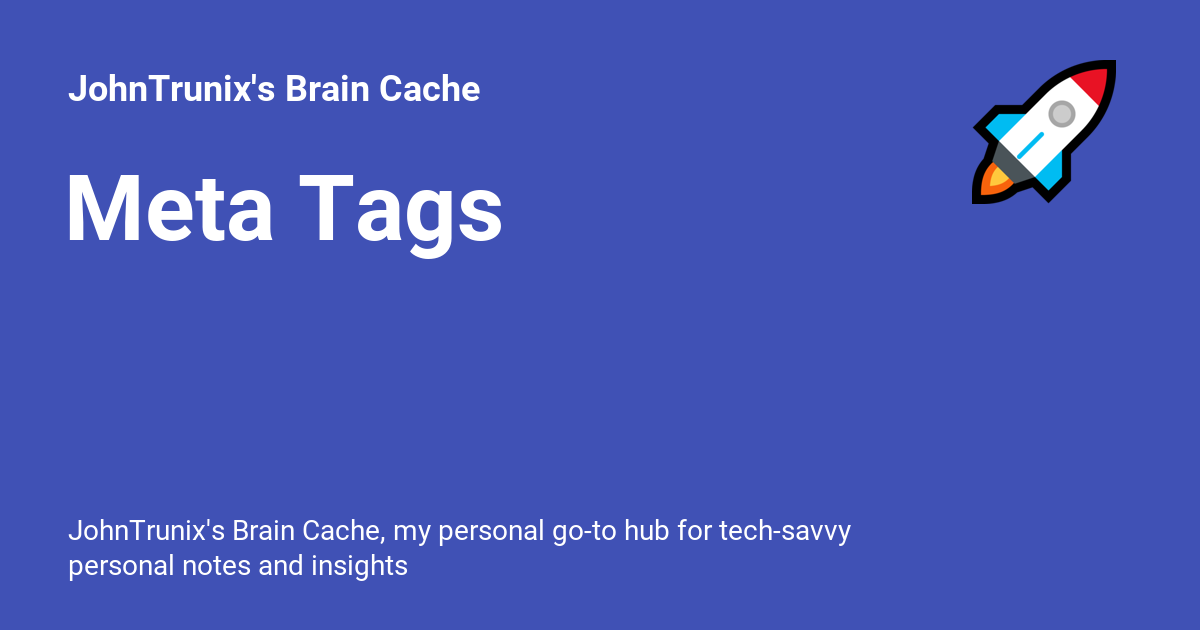 JohnTrunix's Brain Cache
Meta Tags
JohnTrunix's Brain Cache, my personal go-to hub for tech-savvy
personal notes and insights